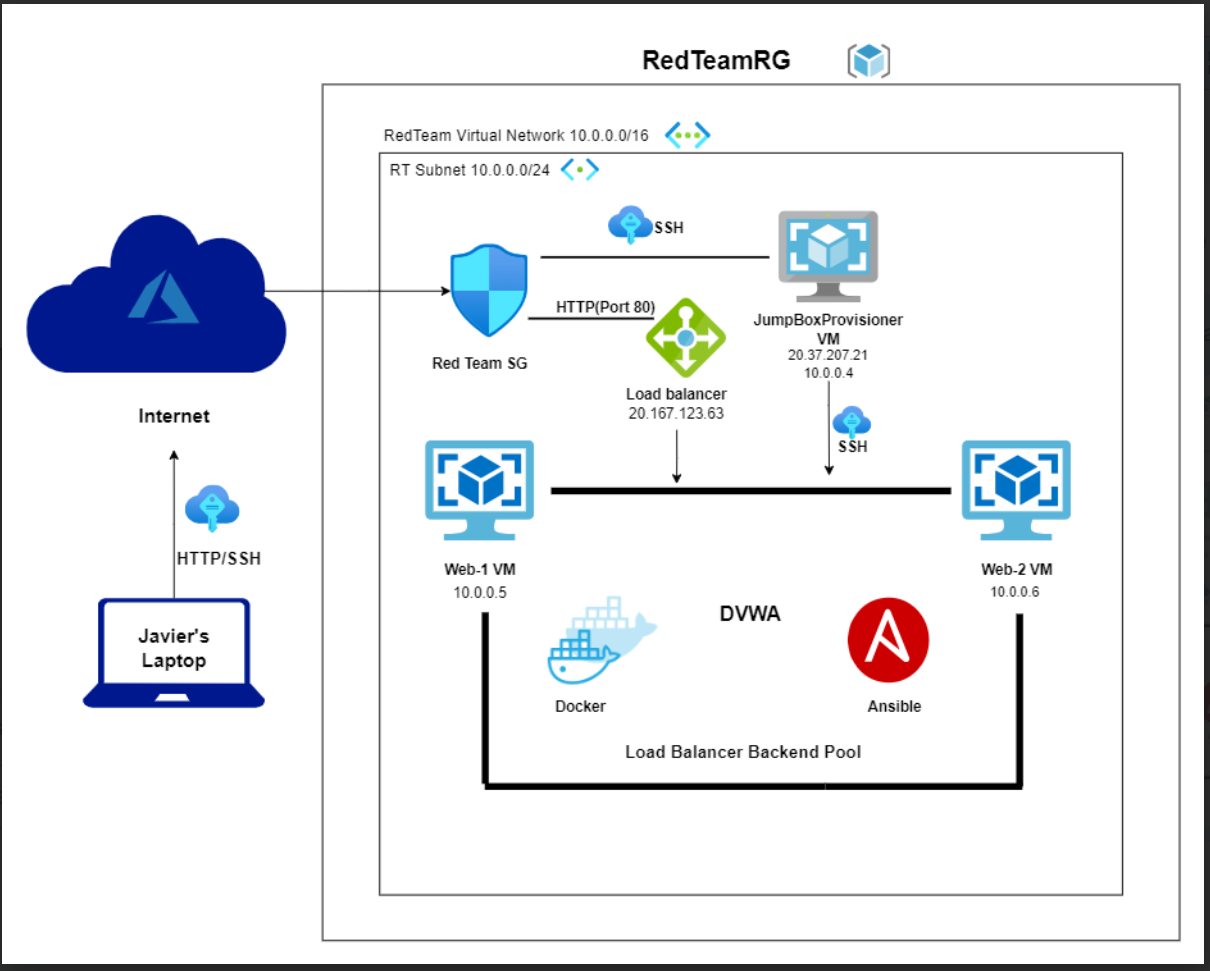 RedTeamRG
RedTeam Virtual Network 10.0.0.0/16
RT Subnet 10.0.0.0/24
SSH
HTTP(Port 80)
JumpBoxProvisioner
VM
20.37.207.21
10.0.0.4
Red Team SG
Load balancer
20.167.123.63
Internet
SSH
HTTP/SSH
Web-1 VM
10.0.0.5
Web-2 VM
10.0.0.6
Javier's
Laptop
DVWA
Docker
Ansible
Load Balancer Backend Pool